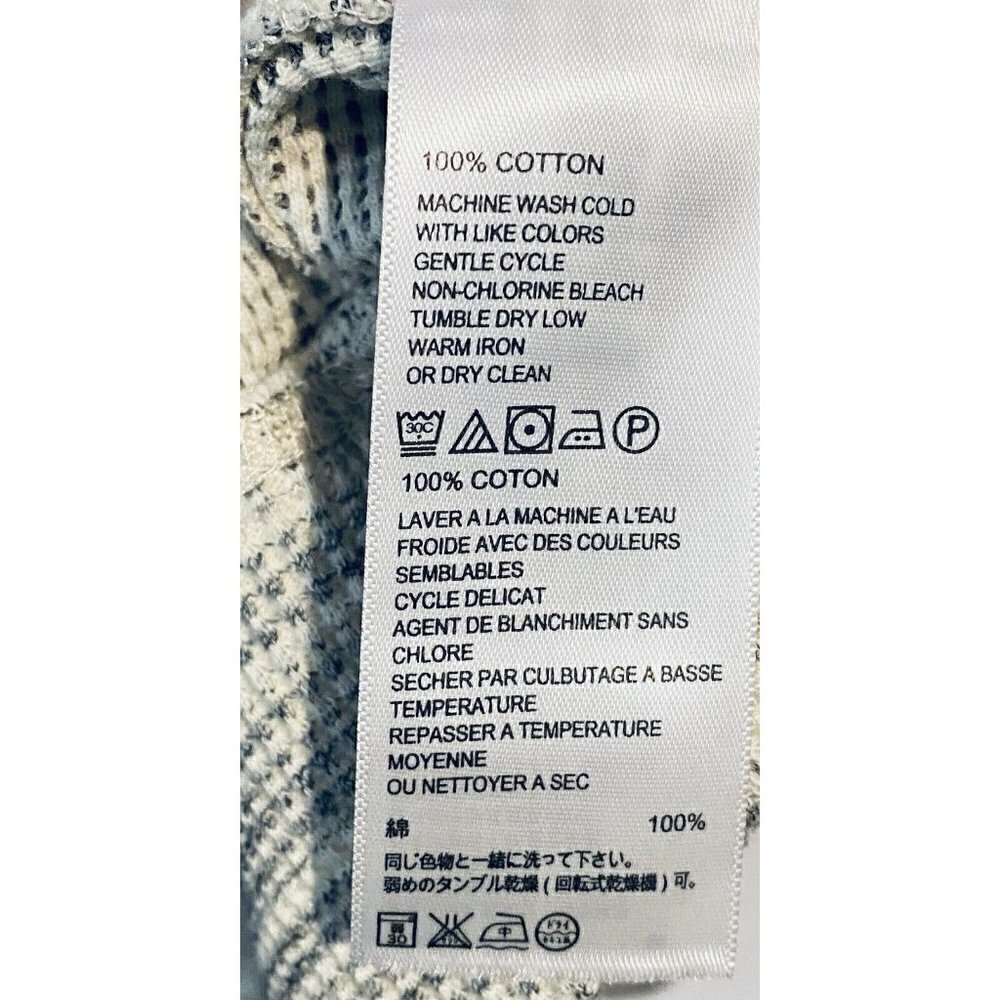 100% COTTON
MACHINE WASH COLD
WITH LIKE COLORS
GENTLE CYCLE
NON-CHLORINE BLEACH
TUMBLE DRY LOW
WARM IRON
OR DRY CLEAN
30C P
100% COTON
LAVER A LA MACHINE A L'EAU
FROIDE AVEC DES COULEURS
SEMBLABLES
CYCLE DELICAT
AGENT DE BLANCHIMENT SANS
CHLORE
SECHER PAR CULBUTAGE A BASSE
TEMPERATURE
REPASSER A TEMPERATURE
MOYENNE
OU NETTOYER A SEC
綿 100%
同じ色物と一緒に洗って下さい。
弱めのタンブル乾燥 ( 回転式乾燥機 ) 可。
30 中